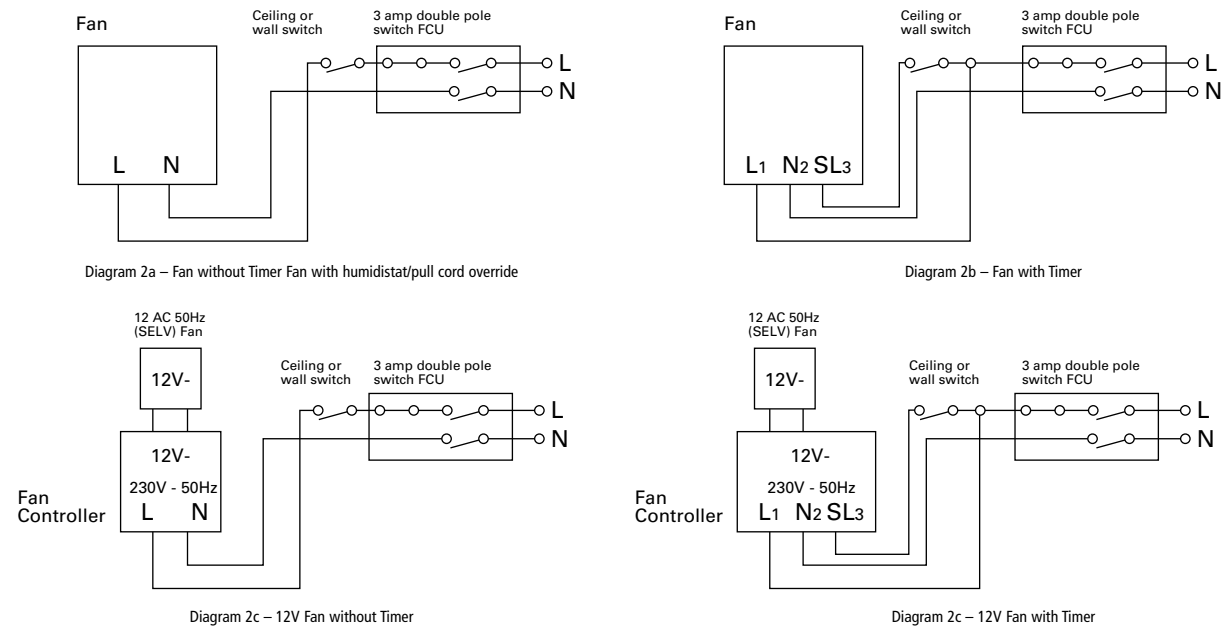 Fan
Ceiling or
wall switch
3 amp double pole
switch FCU
L
N
L N
Diagram 2a – Fan without Timer Fan with humidistat/pull cord override
Fan
Ceiling or
wall switch
3 amp double pole
switch FCU
L
N
L1 N2 SL3
Diagram 2b – Fan with Timer
12 AC 50Hz
(SELV) Fan
12V-
Ceiling or
wall switch
3 amp double pole
switch FCU
L
N
12V-
230V - 50Hz
L N
Fan
Controller
Diagram 2c – 12V Fan without Timer
12 AC 50Hz
(SELV) Fan
12V-
Ceiling or
wall switch
3 amp double pole
switch FCU
L
N
12V-
230V - 50Hz
L1 N2 SL3
Fan
Controller
Diagram 2c – 12V Fan with Timer